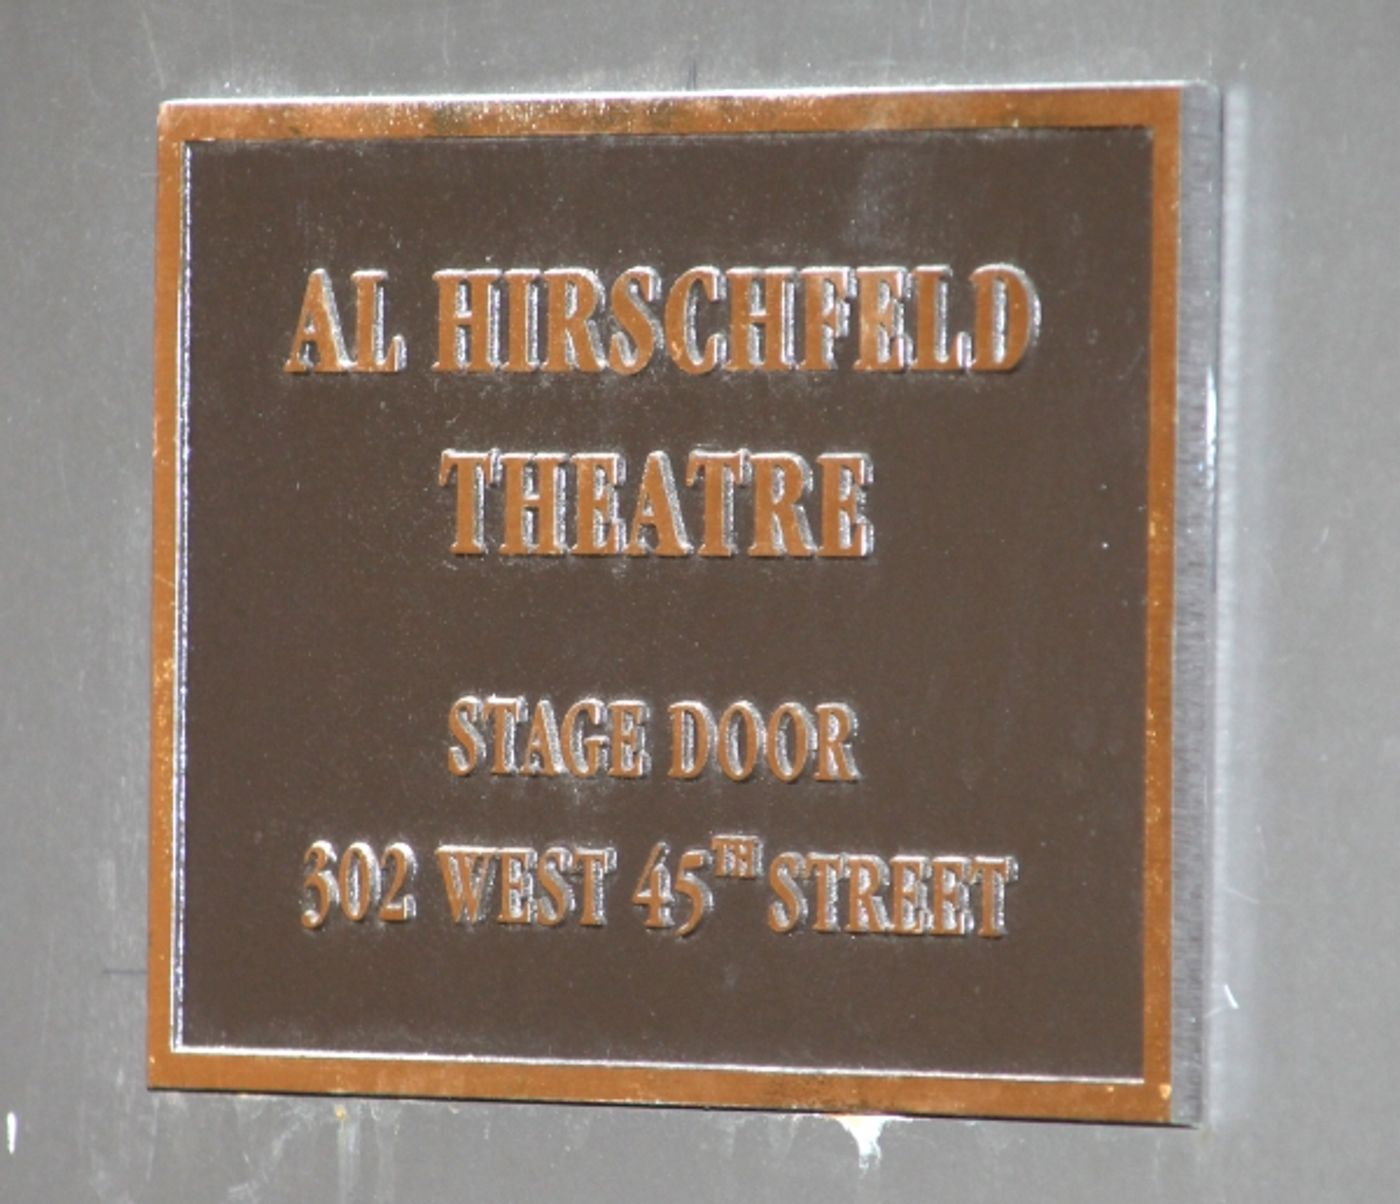 AL HIRSCHFELD
THEATRE
STAGE DOOR
302 WEST 45TH STREET